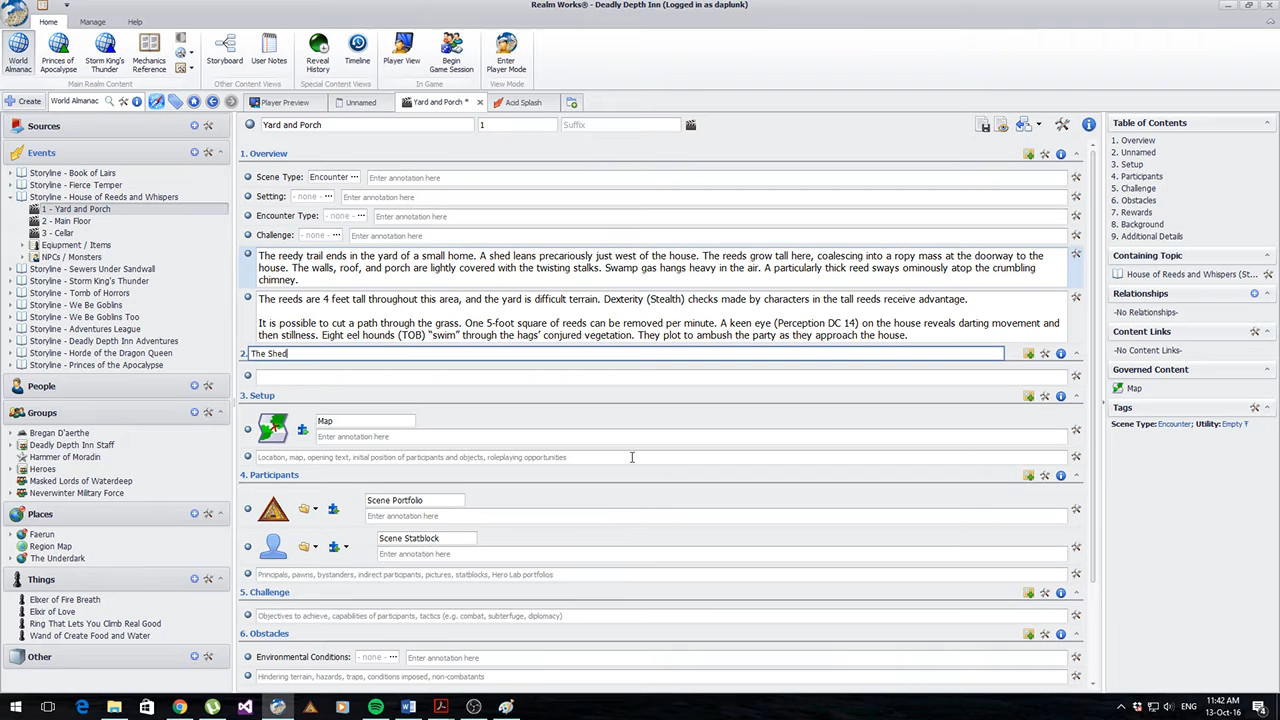 Realm Works® - Deadly Depth Inn (Logged in as daplunk)
Home Manage Help
World Almanac
Princes of Apocalypse
Storm King's Thunder
Mechanics Reference
Storyboard
User Notes
Reveal History
Timeline
Player View
Begin Game Session
Enter Player Mode
Main Realm Content
Other Content Views
Special Content Views
In Game
View Mode
Create
World Almanac
Player Preview
Unnamed
Yard and Porch *
Acid Splash
Sources
Events
Storyline - Book of Lairs
Storyline - Fierce Temper
Storyline - House of Reeds and Whispers
1 - Yard and Porch
2 - Main Floor
3 - Cellar
Eqiupment / Items
NPCs / Monsters
Storyline - Sewers Under Sandwall
Storyline - Storm King's Thunder
Storyline - Tomb of Horrors
Storyline - We Be Goblins
Storyline - We Be Goblins Too
Storyline - Adventures League
Storyline - Deadly Depth Inn Adventures
Storyline - Horde of the Dragon Queen
Storyline - Princes of the Apocalypse
People
Groups
Bregan D'aerthe
Deadly Depth Inn Staff
Hammer of Moradin
Heroes
Masked Lords of Waterdeep
Neverwinter Military Force
Places
Faerun
Region Map
The Underdark
Things
Elixer of Fire Breath
Elixir of Love
Ring That Lets You Climb Real Good
Wand of Create Food and Water
Other
Yard and Porch 1 Suffix
1. Overview
Scene Type: Encounter ... Enter annotation here
Setting: - none - ... Enter annotation here
Encounter Type: - none - ... Enter annotation here
Challenge: - none - ... Enter annotation here
The reedy trail ends in the yard of a small home. A shed leans precariously just west of the house. The reeds grow tall here, coalescing into a ropy mass at the doorway to the
house. The walls, roof, and porch are lightly covered with the twisting stalks. Swamp gas hangs heavy in the air. A particularly thick reed sways ominously atop the crumbling
chimney.
The reeds are 4 feet tall throughout this area, and the yard is difficult terrain. Dexterity (Stealth) checks made by characters in the tall reeds receive advantage.
It is possible to cut a path through the grass. One 5-foot square of reeds can be removed per minute. A keen eye (Perception DC 14) on the house reveals darting movement and
then stillness. Eight eel hounds (TOB) “swim” through the hags’ conjured vegetation. They plot to ambush the party as they approach the house.
2. The Shed
3. Setup
Map
Enter annotation here
Location, map, opening text, initial position of participants and objects, roleplaying opportunities
4. Participants
Scene Portfolio
Enter annotation here
Scene Statblock
Enter annotation here
Principals, pawns, bystanders, indirect participants, pictures, statblocks, Hero Lab portfolios
5. Challenge
Objectives to achieve, capabilities of participants, tactics (e.g. combat, subterfuge, diplomacy)
6. Obstacles
Environmental Conditions: - none - ... Enter annotation here
Hindering terrain, hazards, traps, conditions imposed, non-combatants
Table of Contents
1. Overview
2. Unnamed
3. Setup
4. Participants
5. Challenge
6. Obstacles
7. Rewards
8. Background
9. Additional Details
Containing Topic
House of Reeds and Whispers (St...
Relationships
-No Relationships-
Content Links
-No Content Links-
Governed Content
Map
Tags
Scene Type: Encounter; Utility: Empty
11:42 AM
ENG
13-Oct-16